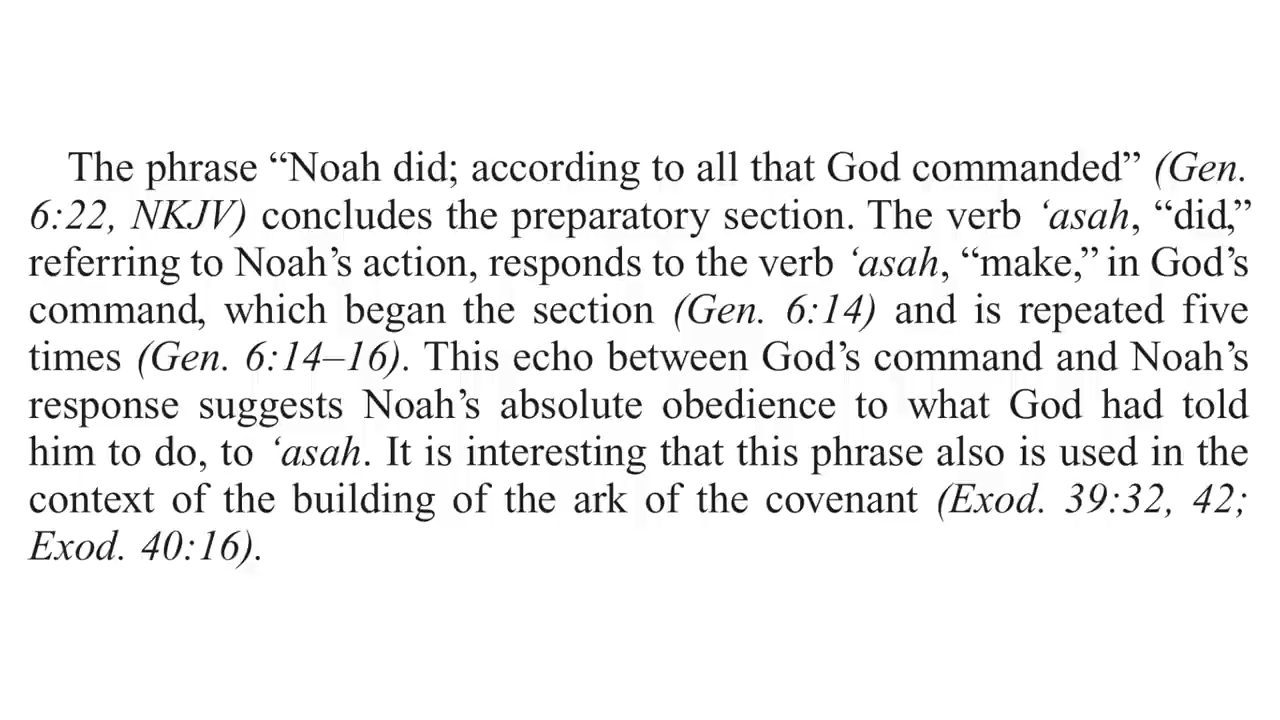 The phrase “Noah did; according to all that God commanded” (Gen.
6:22, NKJV) concludes the preparatory section. The verb ‘asah, “did,”
referring to Noah’s action, responds to the verb ‘asah, “make,” in God’s
command, which began the section (Gen. 6:14) and is repeated five
times (Gen. 6:14–16). This echo between God’s command and Noah’s
response suggests Noah’s absolute obedience to what God had told
him to do, to ‘asah. It is interesting that this phrase also is used in the
context of the building of the ark of the covenant (Exod. 39:32, 42;
Exod. 40:16).